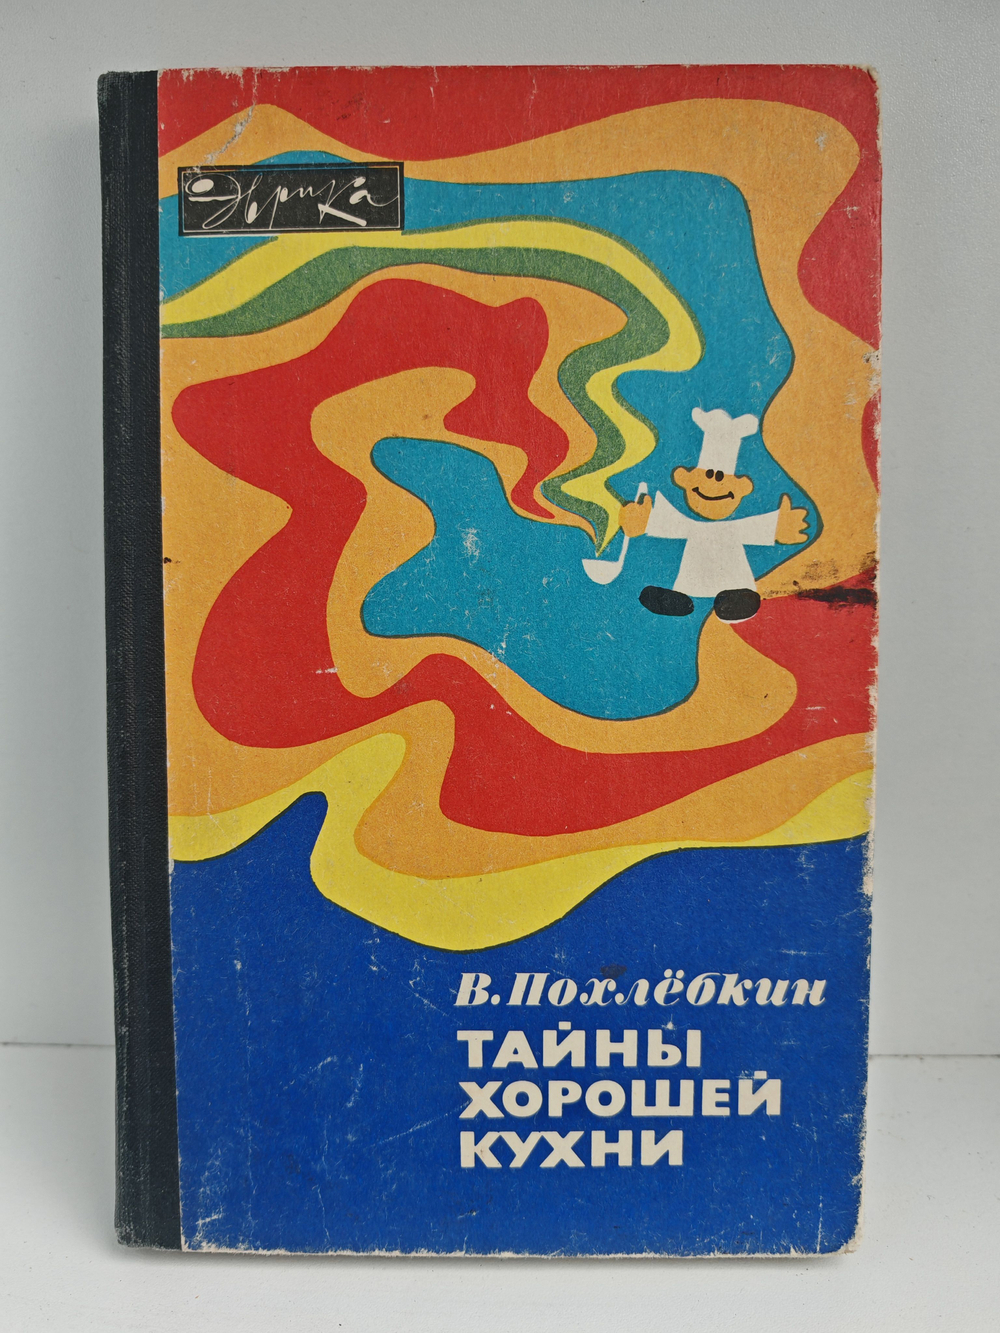 Эврика
В. Похлёбкин
ТАЙНЫ
ХОРОШЕЙ
КУХНИ